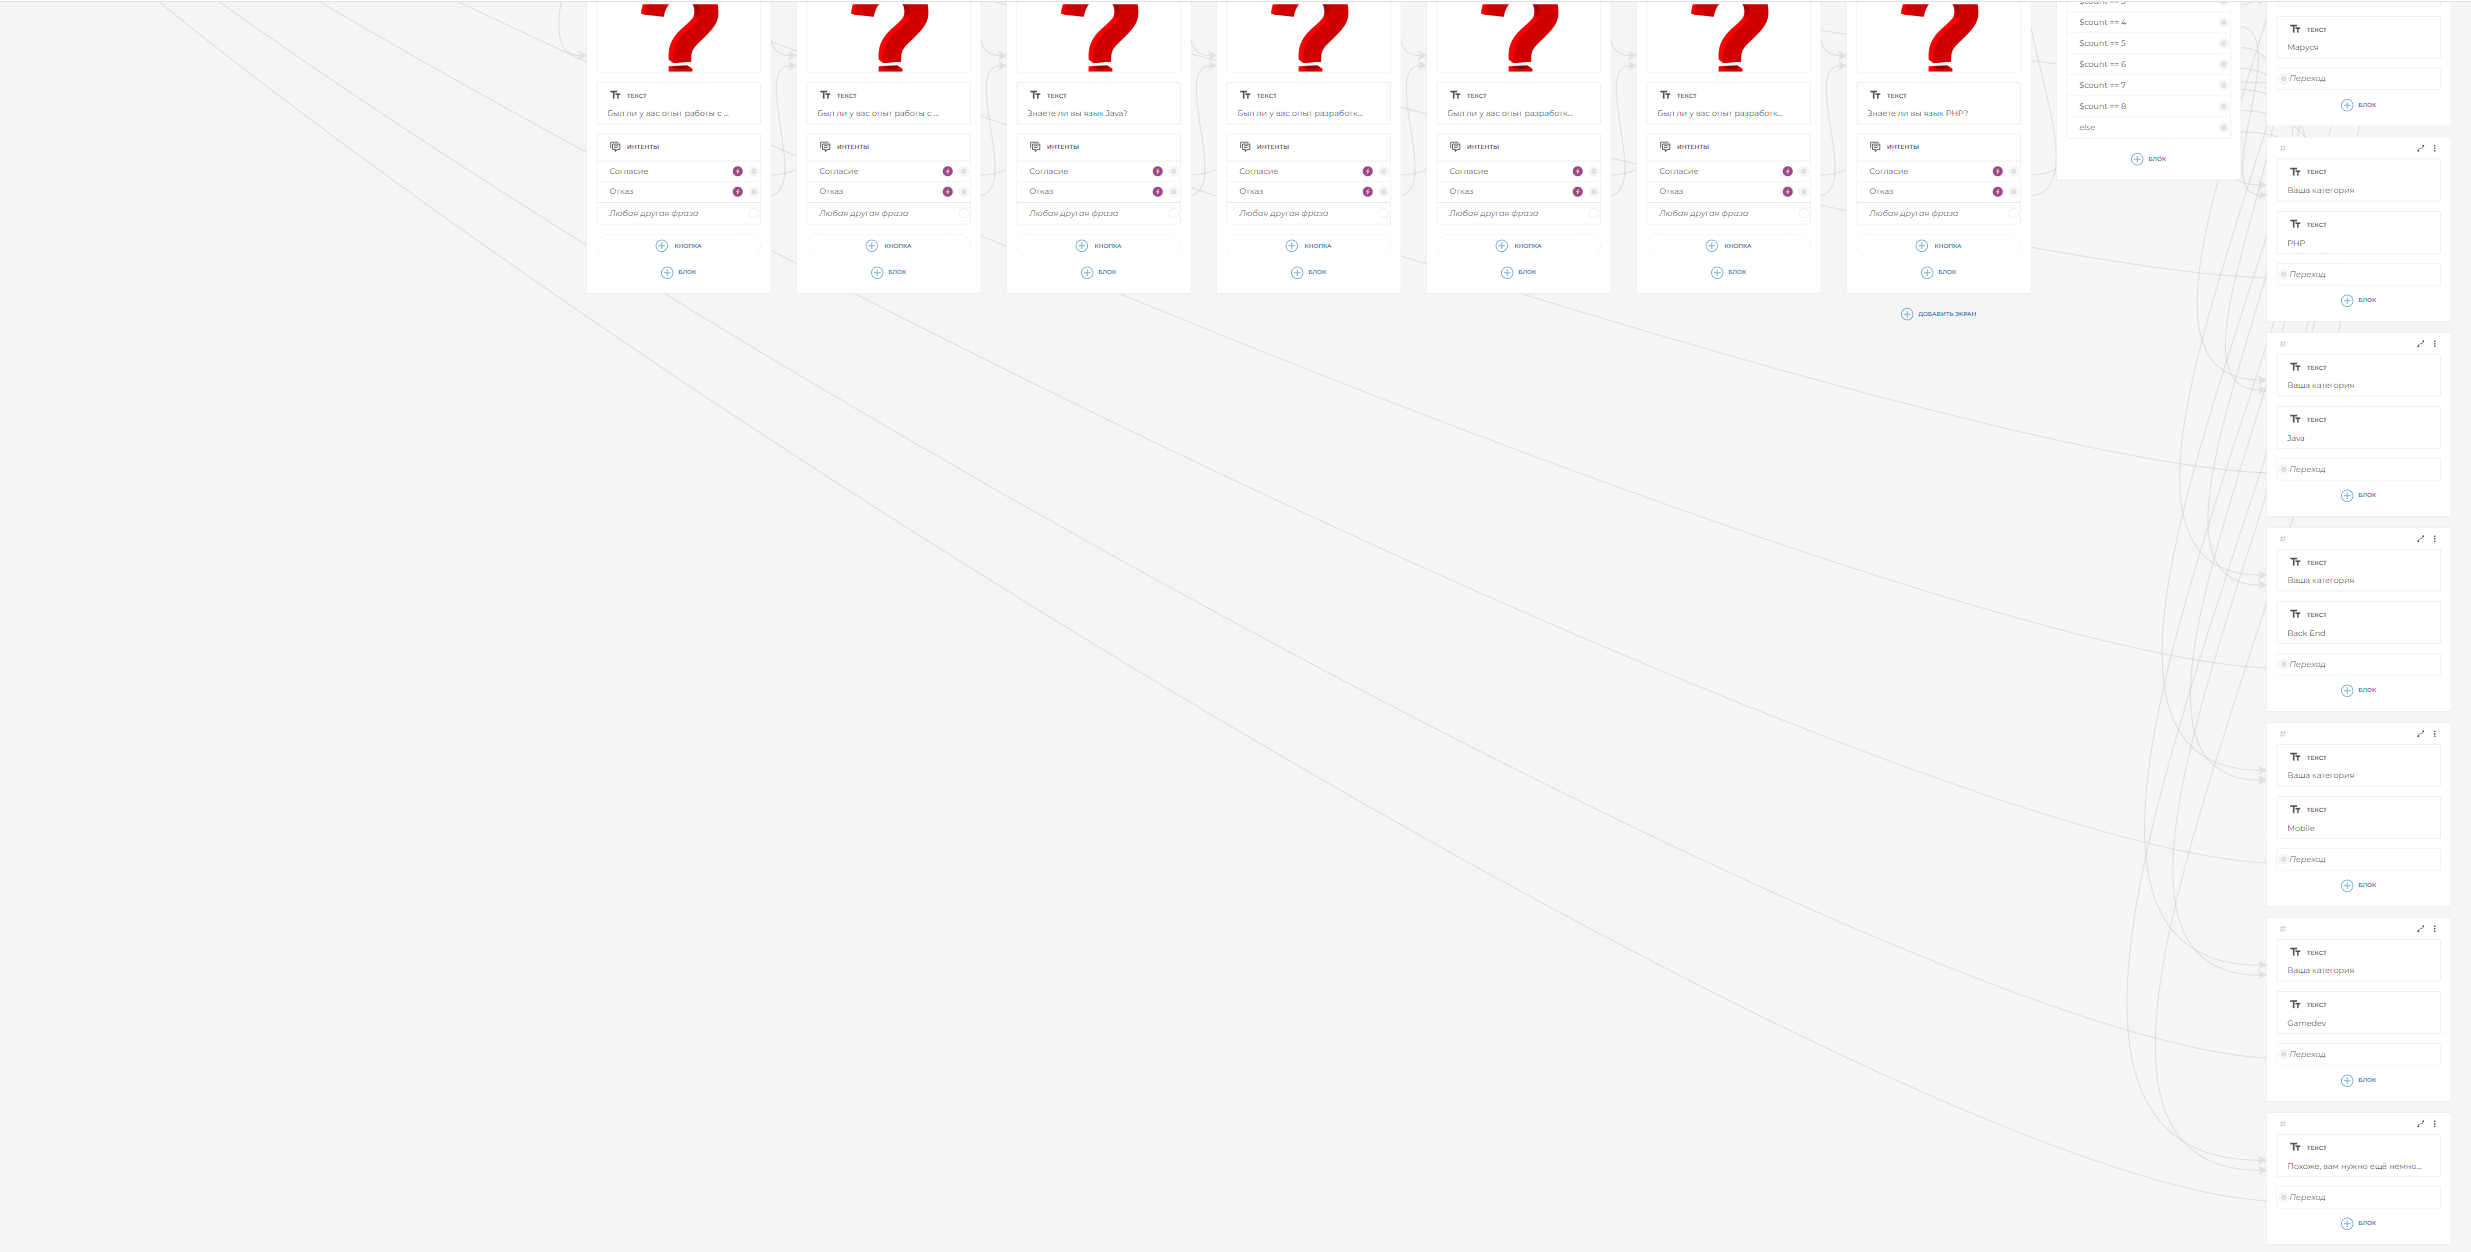 ТЕКСТ
Был ли у вас опыт работы с ...
ИНТЕНТЫ
Согласие
Отказ
Любая другая фраза
КНОПКА
БЛОК
ТЕКСТ
Был ли у вас опыт работы с ...
ИНТЕНТЫ
Согласие
Отказ
Любая другая фраза
КНОПКА
БЛОК
ТЕКСТ
Знаете ли вы язык Java?
ИНТЕНТЫ
Согласие
Отказ
Любая другая фраза
КНОПКА
БЛОК
ТЕКСТ
Был ли у вас опыт разработк...
ИНТЕНТЫ
Согласие
Отказ
Любая другая фраза
КНОПКА
БЛОК
ТЕКСТ
Был ли у вас опыт разработк...
ИНТЕНТЫ
Согласие
Отказ
Любая другая фраза
КНОПКА
БЛОК
ТЕКСТ
Был ли у вас опыт разработк...
ИНТЕНТЫ
Согласие
Отказ
Любая другая фраза
КНОПКА
БЛОК
ТЕКСТ
Знаете ли вы язык PHP?
ИНТЕНТЫ
Согласие
Отказ
Любая другая фраза
КНОПКА
БЛОК
ДОБАВИТЬ ЭКРАН
$count == 4
$count == 5
$count == 6
$count == 7
$count == 8
else
БЛОК
ТЕКСТ
Маруся
Переход
БЛОК
#
ТЕКСТ
Ваша категория
ТЕКСТ
PHP
Переход
БЛОК
#
ТЕКСТ
Ваша категория
ТЕКСТ
Java
Переход
БЛОК
#
ТЕКСТ
Ваша категория
ТЕКСТ
Back End
Переход
БЛОК
#
ТЕКСТ
Ваша категория
ТЕКСТ
Mobile
Переход
БЛОК
#
ТЕКСТ
Ваша категория
ТЕКСТ
Gamedev
Переход
БЛОК
#
ТЕКСТ
Похоже, вам нужно ещё немно...
Переход
БЛОК